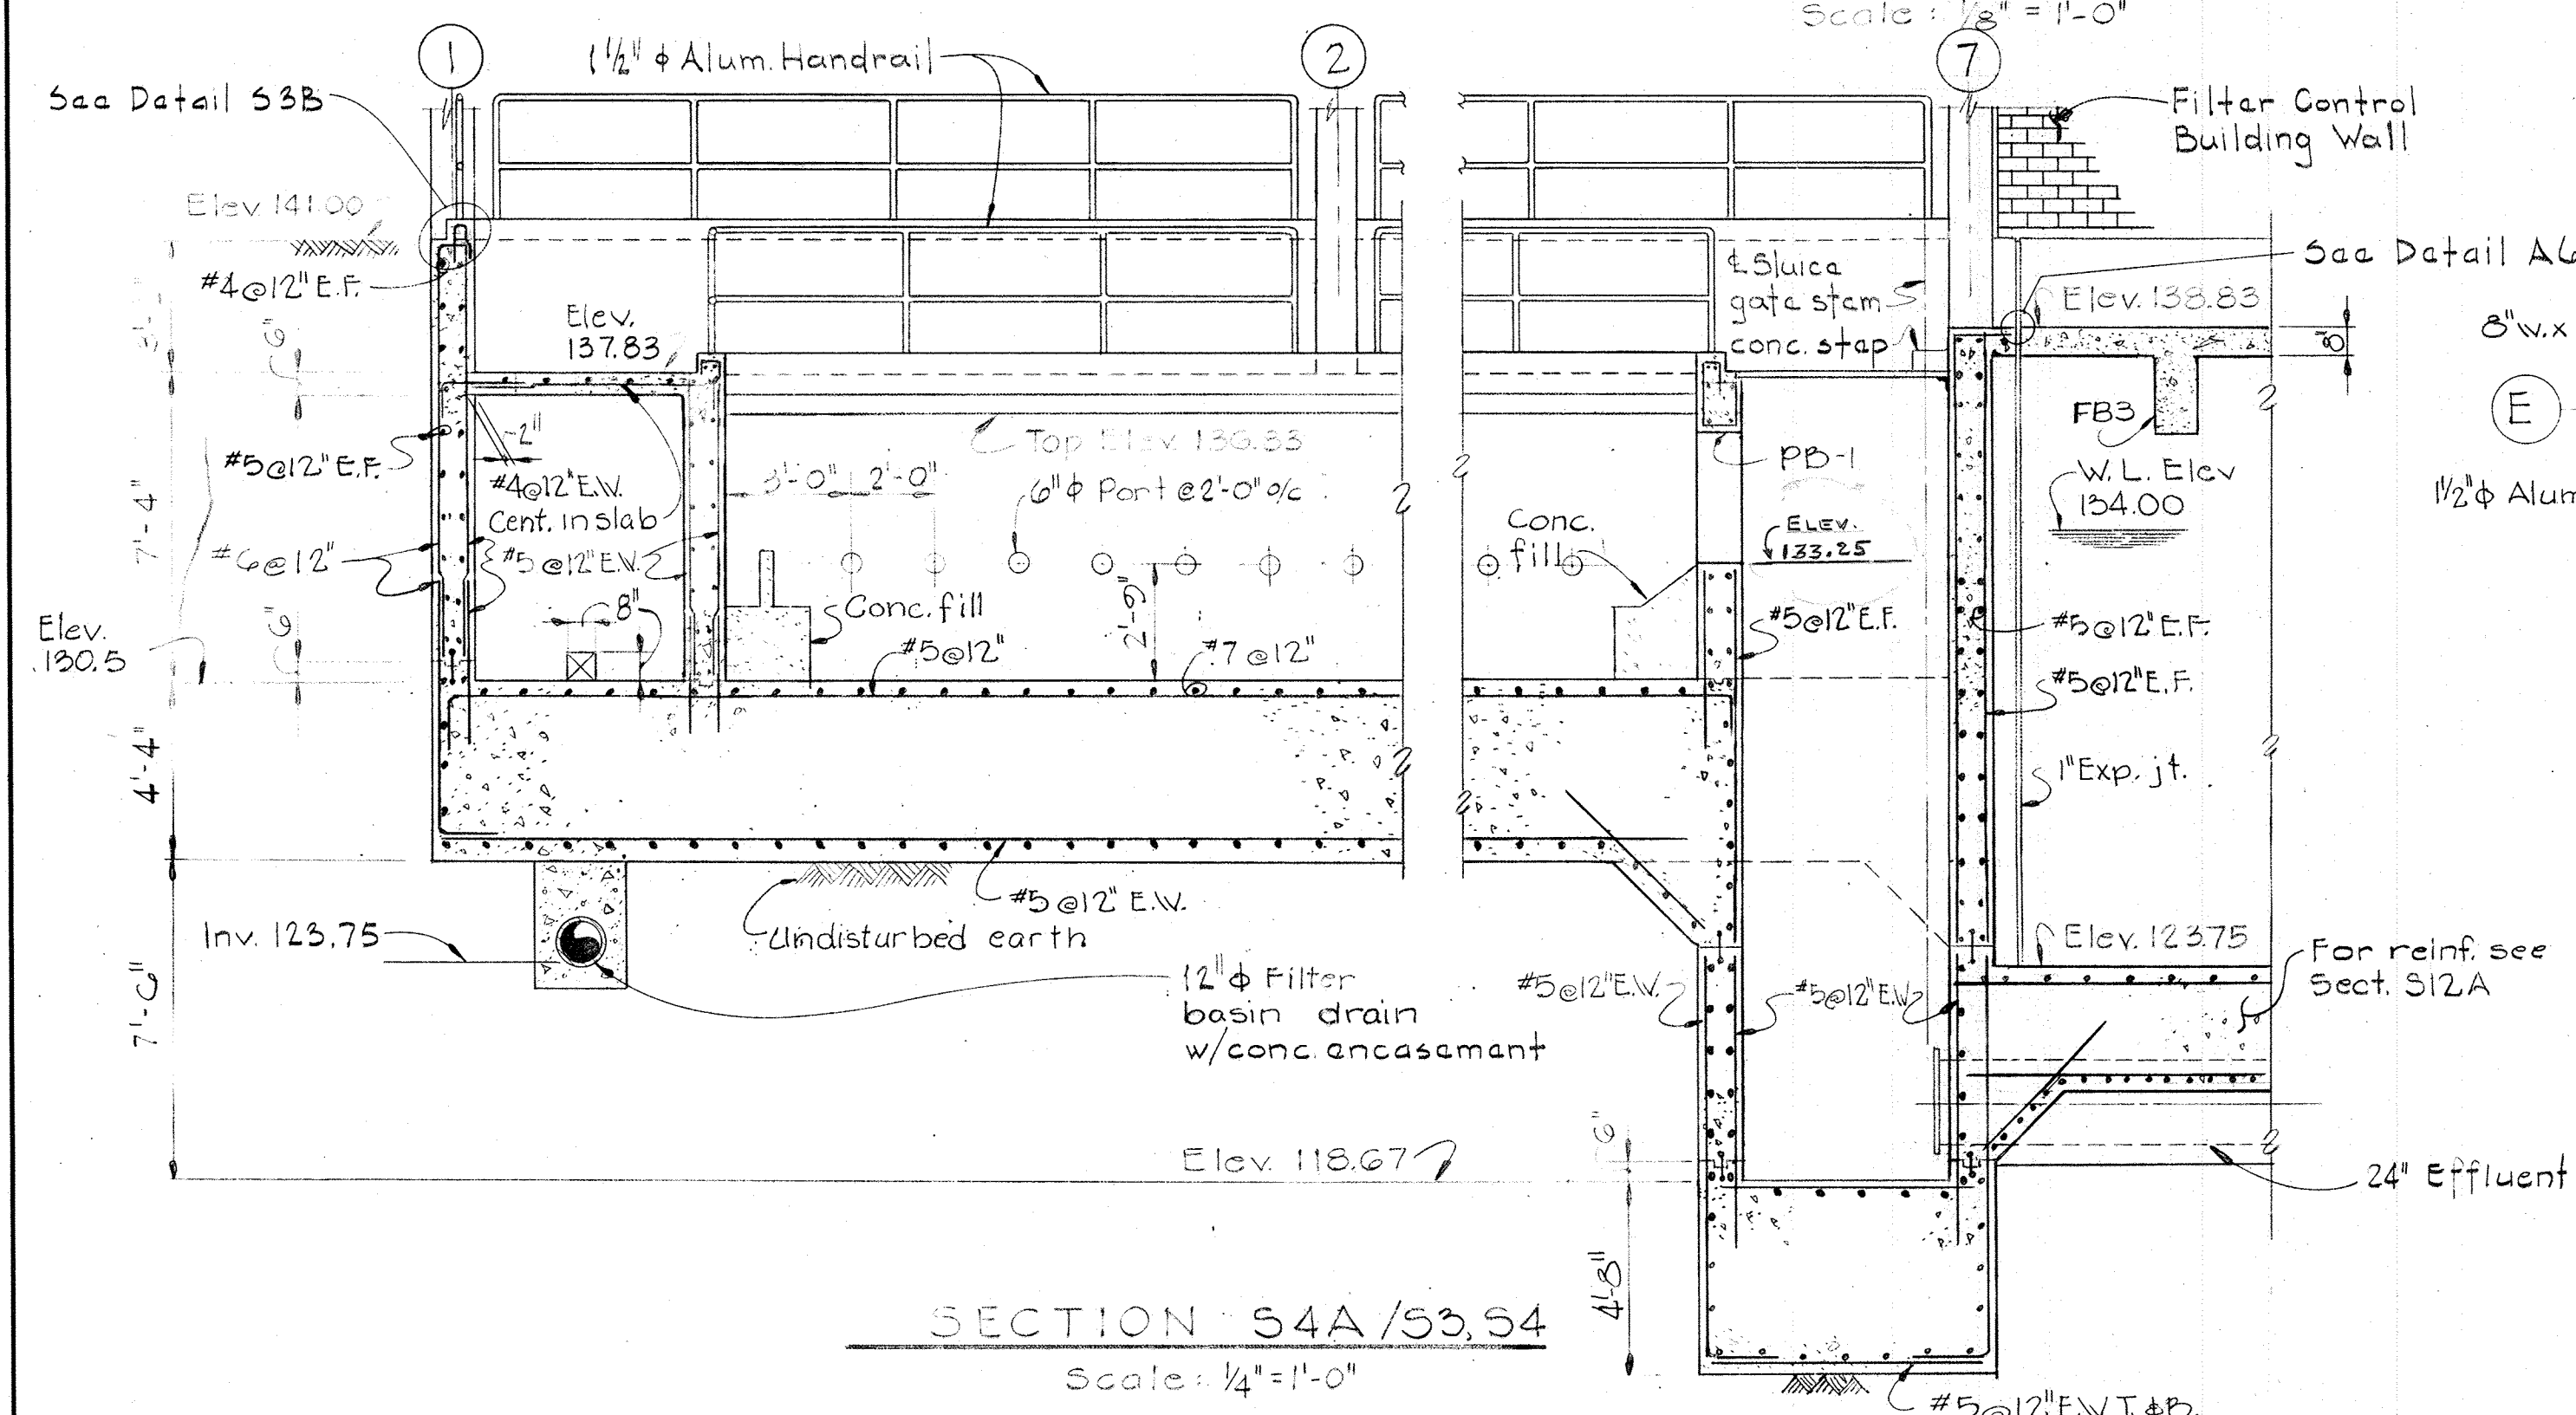 Scale: 1/8" = 1'-0"
1
2
7
1 1/2" ϕ Alum. Handrail
See Detail S3B
Filter Control
Building Wall
Elev. 141.00
#4@12" E.F.
6"
Elev.
137.83
℄ Sluice
gate stem
conc. step
See Detail A6
Elev. 138.83
8"
8" w. x
E
FB3
Top Elev. 136.33
2"
#5@12" E.F.
#4@12" E.W.
Cent. in slab
3'-0"
2'-0"
6" ϕ Port @ 2'-0" o/c
PB-1
W.L. Elev
134.00
7'-4"
#6@12"
#5@12" E.W.
Conc.
fill
ELEV.
133.25
6"
8"
Conc. fill
2'-9"
Elev.
130.5
#5@12"
#7@12"
#5@12" E.F.
#5@12" E.F.
#5@12" E.F.
1" Exp. jt.
4'-4"
1 1/2" ϕ Alum
#5@12" E.W.
Undisturbed earth
Inv. 123.75
Elev. 123.75
For reinf. see
Sect. S12A
7'-6"
12" ϕ Filter
basin drain
w/conc. encasement
#5@12" E.W.
#5@12" E.W.
6"
Elev. 118.67
24" Effluent
4'-8"
SECTION S4A/S3, S4
Scale: 1/4" = 1'-0"
#5@12" E.W. T. & B.